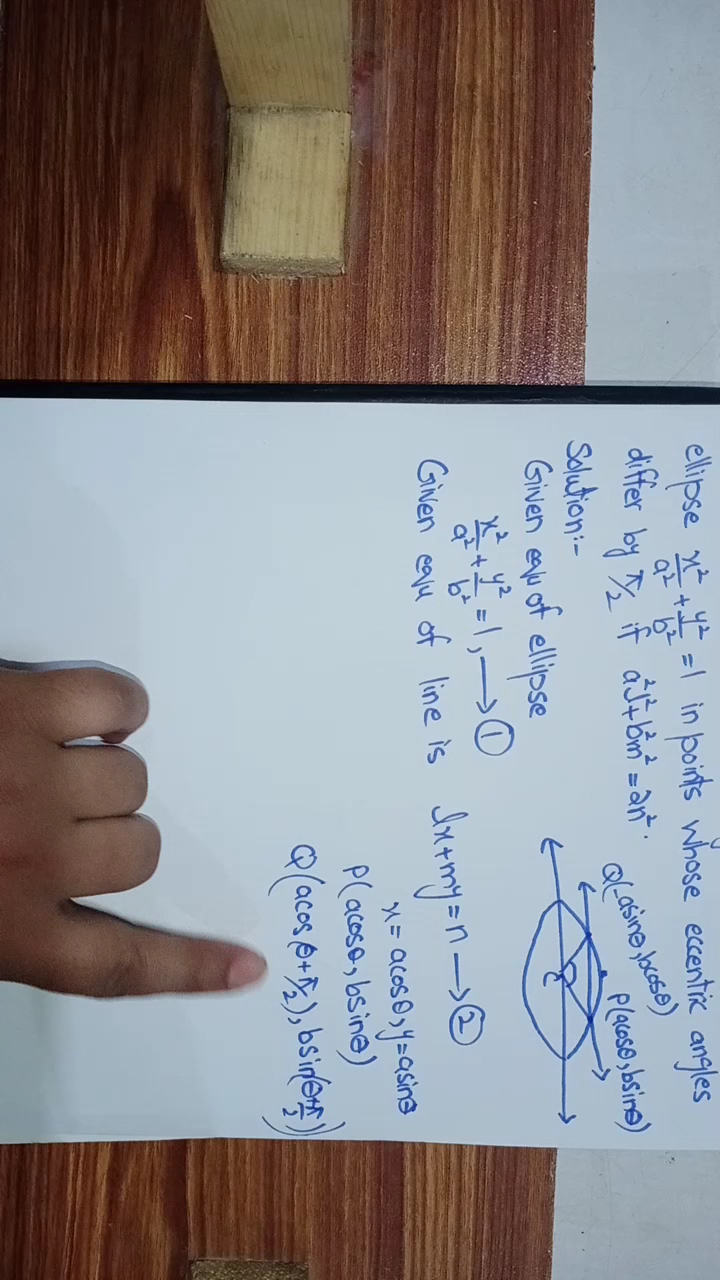 ellipse x²/a² + y²/b² = 1 in points whose eccentric angles
differ by π/2 if a²l² + b²m² = 2n².
Solution:-
Q(-asinθ, bcosθ)
P(acosθ, bsinθ)
Given equ of ellipse
x²/a² + y²/b² = 1, → ①
C
Given equ of line is lx + my = n → ②
x = acosθ, y = asinθ
P(acosθ, bsinθ)
Q(acos(θ+π/2), bsin(θ+π/2))